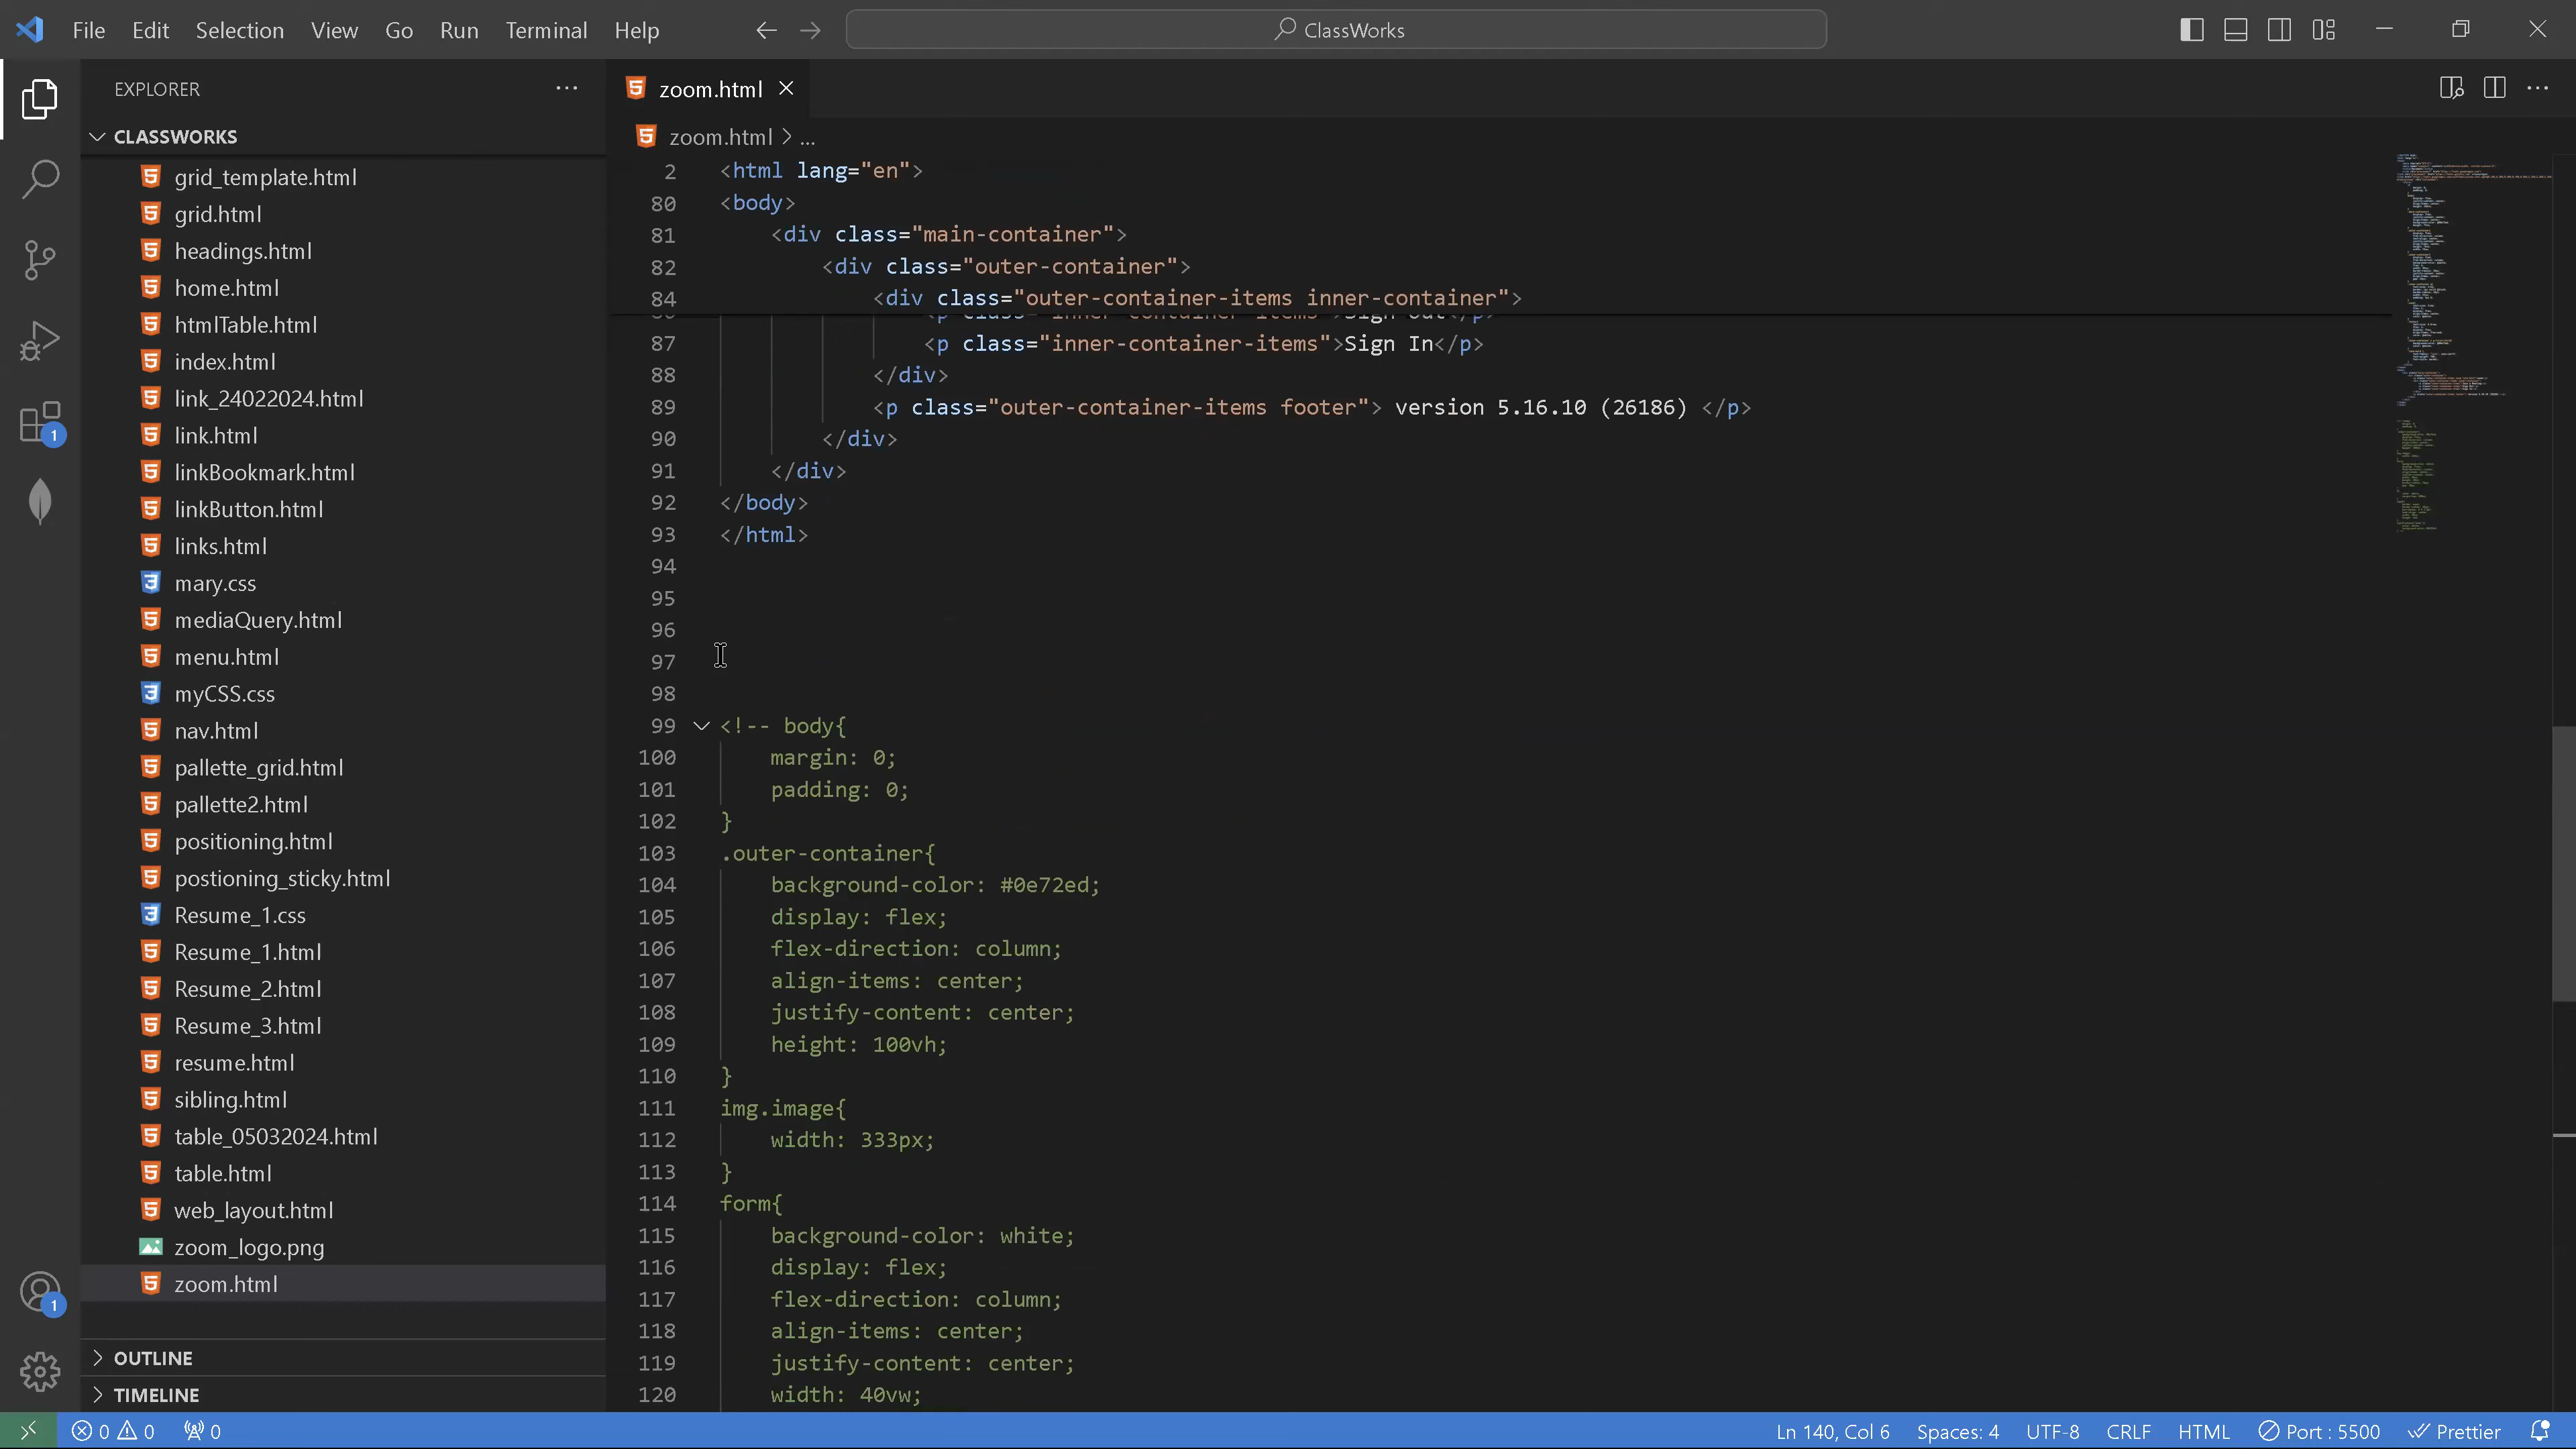 File Edit Selection View Go Run Terminal Help
ClassWorks
EXPLORER
CLASSWORKS
grid_template.html
grid.html
headings.html
home.html
htmlTable.html
index.html
link_24022024.html
link.html
linkBookmark.html
linkButton.html
links.html
mary.css
mediaQuery.html
menu.html
myCSS.css
nav.html
pallette_grid.html
pallette2.html
positioning.html
postioning_sticky.html
Resume_1.css
Resume_1.html
Resume_2.html
Resume_3.html
resume.html
sibling.html
table_05032024.html
table.html
web_layout.html
zoom_logo.png
zoom.html
OUTLINE
TIMELINE
1
1
zoom.html
zoom.html > ...
2 <html lang="en">
80 <body>
81 <div class="main-container">
82 <div class="outer-container">
84 <div class="outer-container-items inner-container">
<p class="inner-container-items">Sign Out</p>
87 <p class="inner-container-items">Sign In</p>
88 </div>
89 <p class="outer-container-items footer"> version 5.16.10 (26186) </p>
90 </div>
91 </div>
92 </body>
93 </html>
94
95
96
97
98
99 <!-- body{
100 margin: 0;
101 padding: 0;
102 }
103 .outer-container{
104 background-color: #0e72ed;
105 display: flex;
106 flex-direction: column;
107 align-items: center;
108 justify-content: center;
109 height: 100vh;
110 }
111 img.image{
112 width: 333px;
113 }
114 form{
115 background-color: white;
116 display: flex;
117 flex-direction: column;
118 align-items: center;
119 justify-content: center;
120 width: 40vw;
0 0 0 Ln 140, Col 6 Spaces: 4 UTF-8 CRLF HTML Port : 5500 Prettier